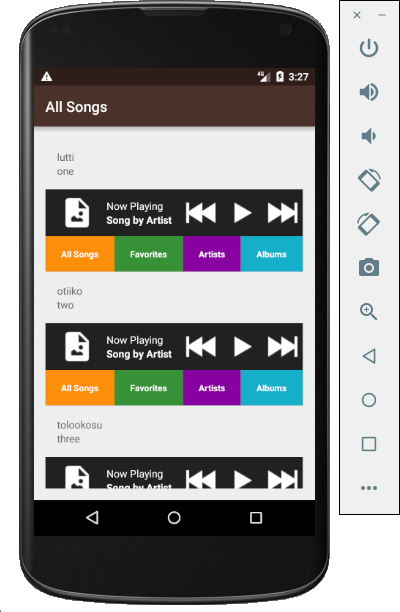 4G 3:27
All Songs
lutti
one
Now Playing
Song by Artist
All Songs Favorites Artists Albums
otiiko
two
Now Playing
Song by Artist
All Songs Favorites Artists Albums
tolookosu
three
Now Playing
Song by Artist